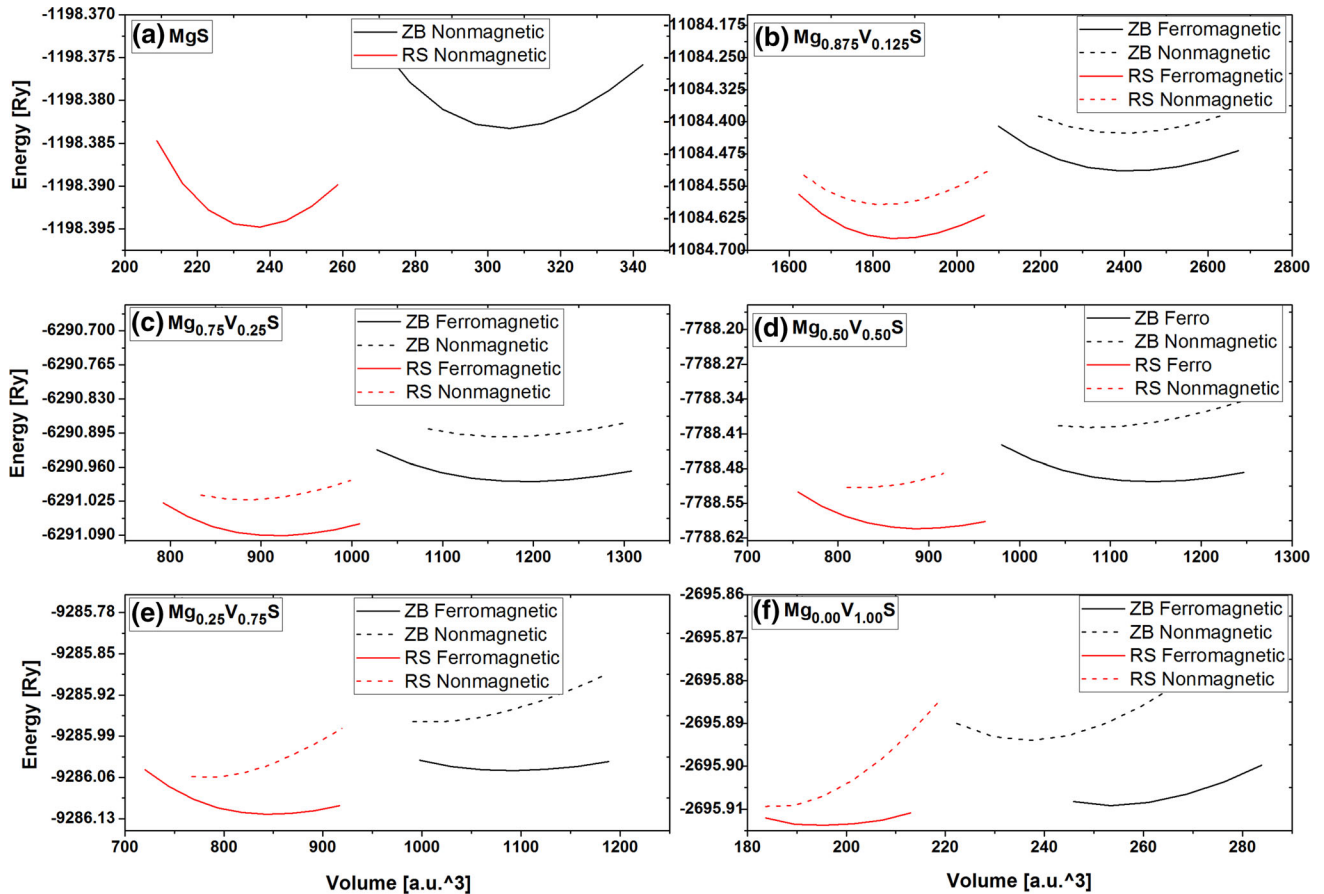 (a) MgS
ZB Nonmagnetic
RS Nonmagnetic
Energy [Ry]
-1198.370
-1198.375
-1198.380
-1198.385
-1198.390
-1198.395
200 220 240 260 280 300 320 340
(b) Mg0.875V0.125S
ZB Ferromagnetic
ZB Nonmagnetic
RS Ferromagnetic
RS Nonmagnetic
11084.175
11084.250
11084.325
11084.400
11084.475
11084.550
11084.625
11084.700
1600 1800 2000 2200 2400 2600 2800
(c) Mg0.75V0.25S
ZB Ferromagnetic
ZB Nonmagnetic
RS Ferromagnetic
RS Nonmagnetic
Energy [Ry]
-6290.700
-6290.765
-6290.830
-6290.895
-6290.960
-6291.025
-6291.090
800 900 1000 1100 1200 1300
(d) Mg0.50V0.50S
ZB Ferro
ZB Nonmagnetic
RS Ferro
RS Nonmagnetic
-7788.20
-7788.27
-7788.34
-7788.41
-7788.48
-7788.55
-7788.62
700 800 900 1000 1100 1200 1300
(e) Mg0.25V0.75S
ZB Ferromagnetic
ZB Nonmagnetic
RS Ferromagnetic
RS Nonmagnetic
Energy [Ry]
-9285.78
-9285.85
-9285.92
-9285.99
-9286.06
-9286.13
700 800 900 1000 1100 1200
Volume [a.u.^3]
(f) Mg0.00V1.00S
ZB Ferromagnetic
ZB Nonmagnetic
RS Ferromagnetic
RS Nonmagnetic
-2695.86
-2695.87
-2695.88
-2695.89
-2695.90
-2695.91
180 200 220 240 260 280
Volume [a.u.^3]